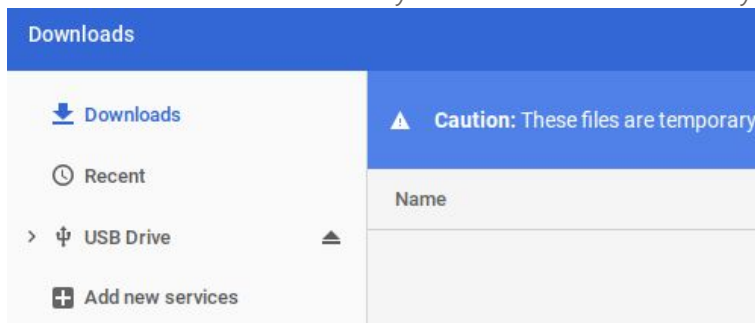 Downloads
Downloads
Caution: These files are temporary
Recent
Name
USB Drive
Add new services